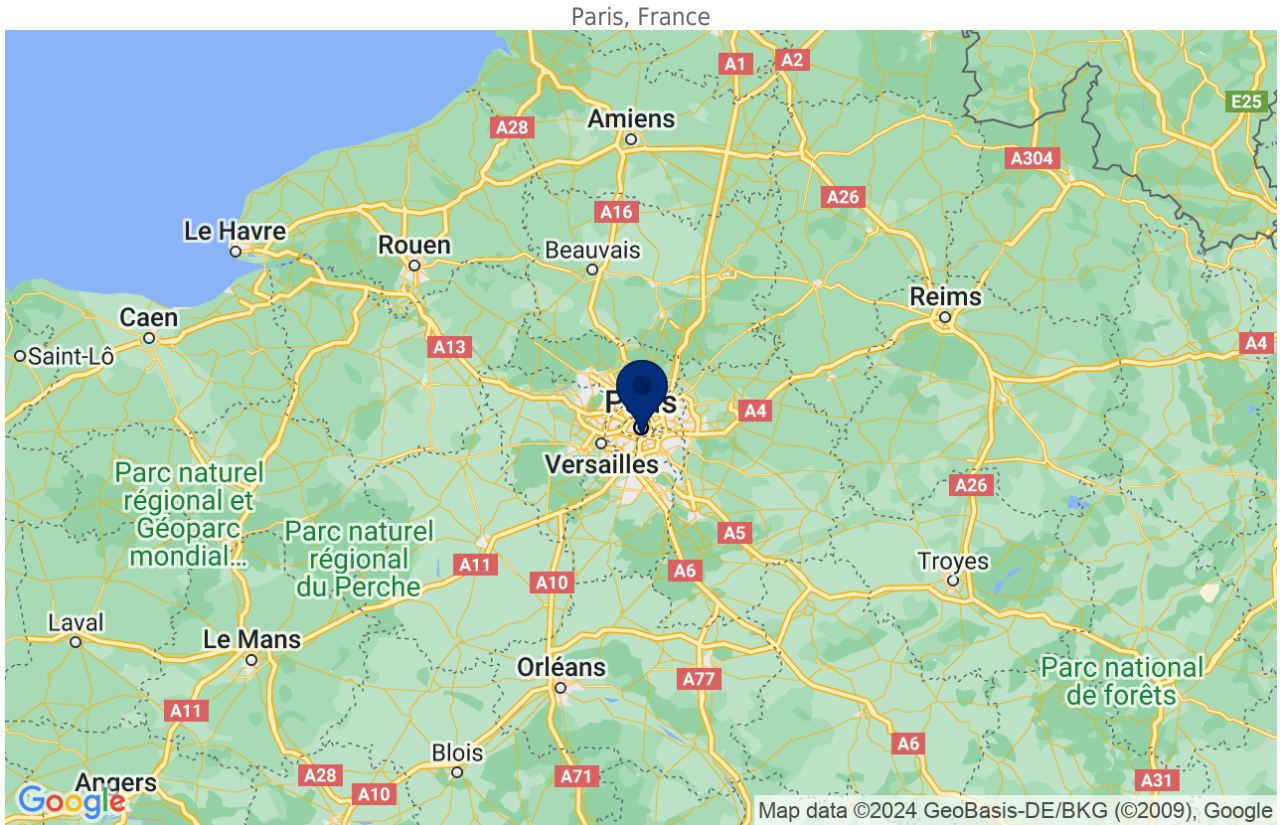 Paris, France
A1
A2
E25
A28
Amiens
A304
A26
A16
Le Havre
Rouen
Beauvais
Reims
Caen
Saint-Lô
A13
A4
Paris
A4
Versailles
Parc naturel
régional et
Géoparc
mondial...
A26
Parc naturel
régional
du Perche
A5
A11
A10
A6
Troyes
Laval
Le Mans
Orléans
A77
Parc national
de forêts
A11
Blois
A6
A28
A10
A71
A31
Angers
Google
Map data ©2024 GeoBasis-DE/BKG (©2009), Google